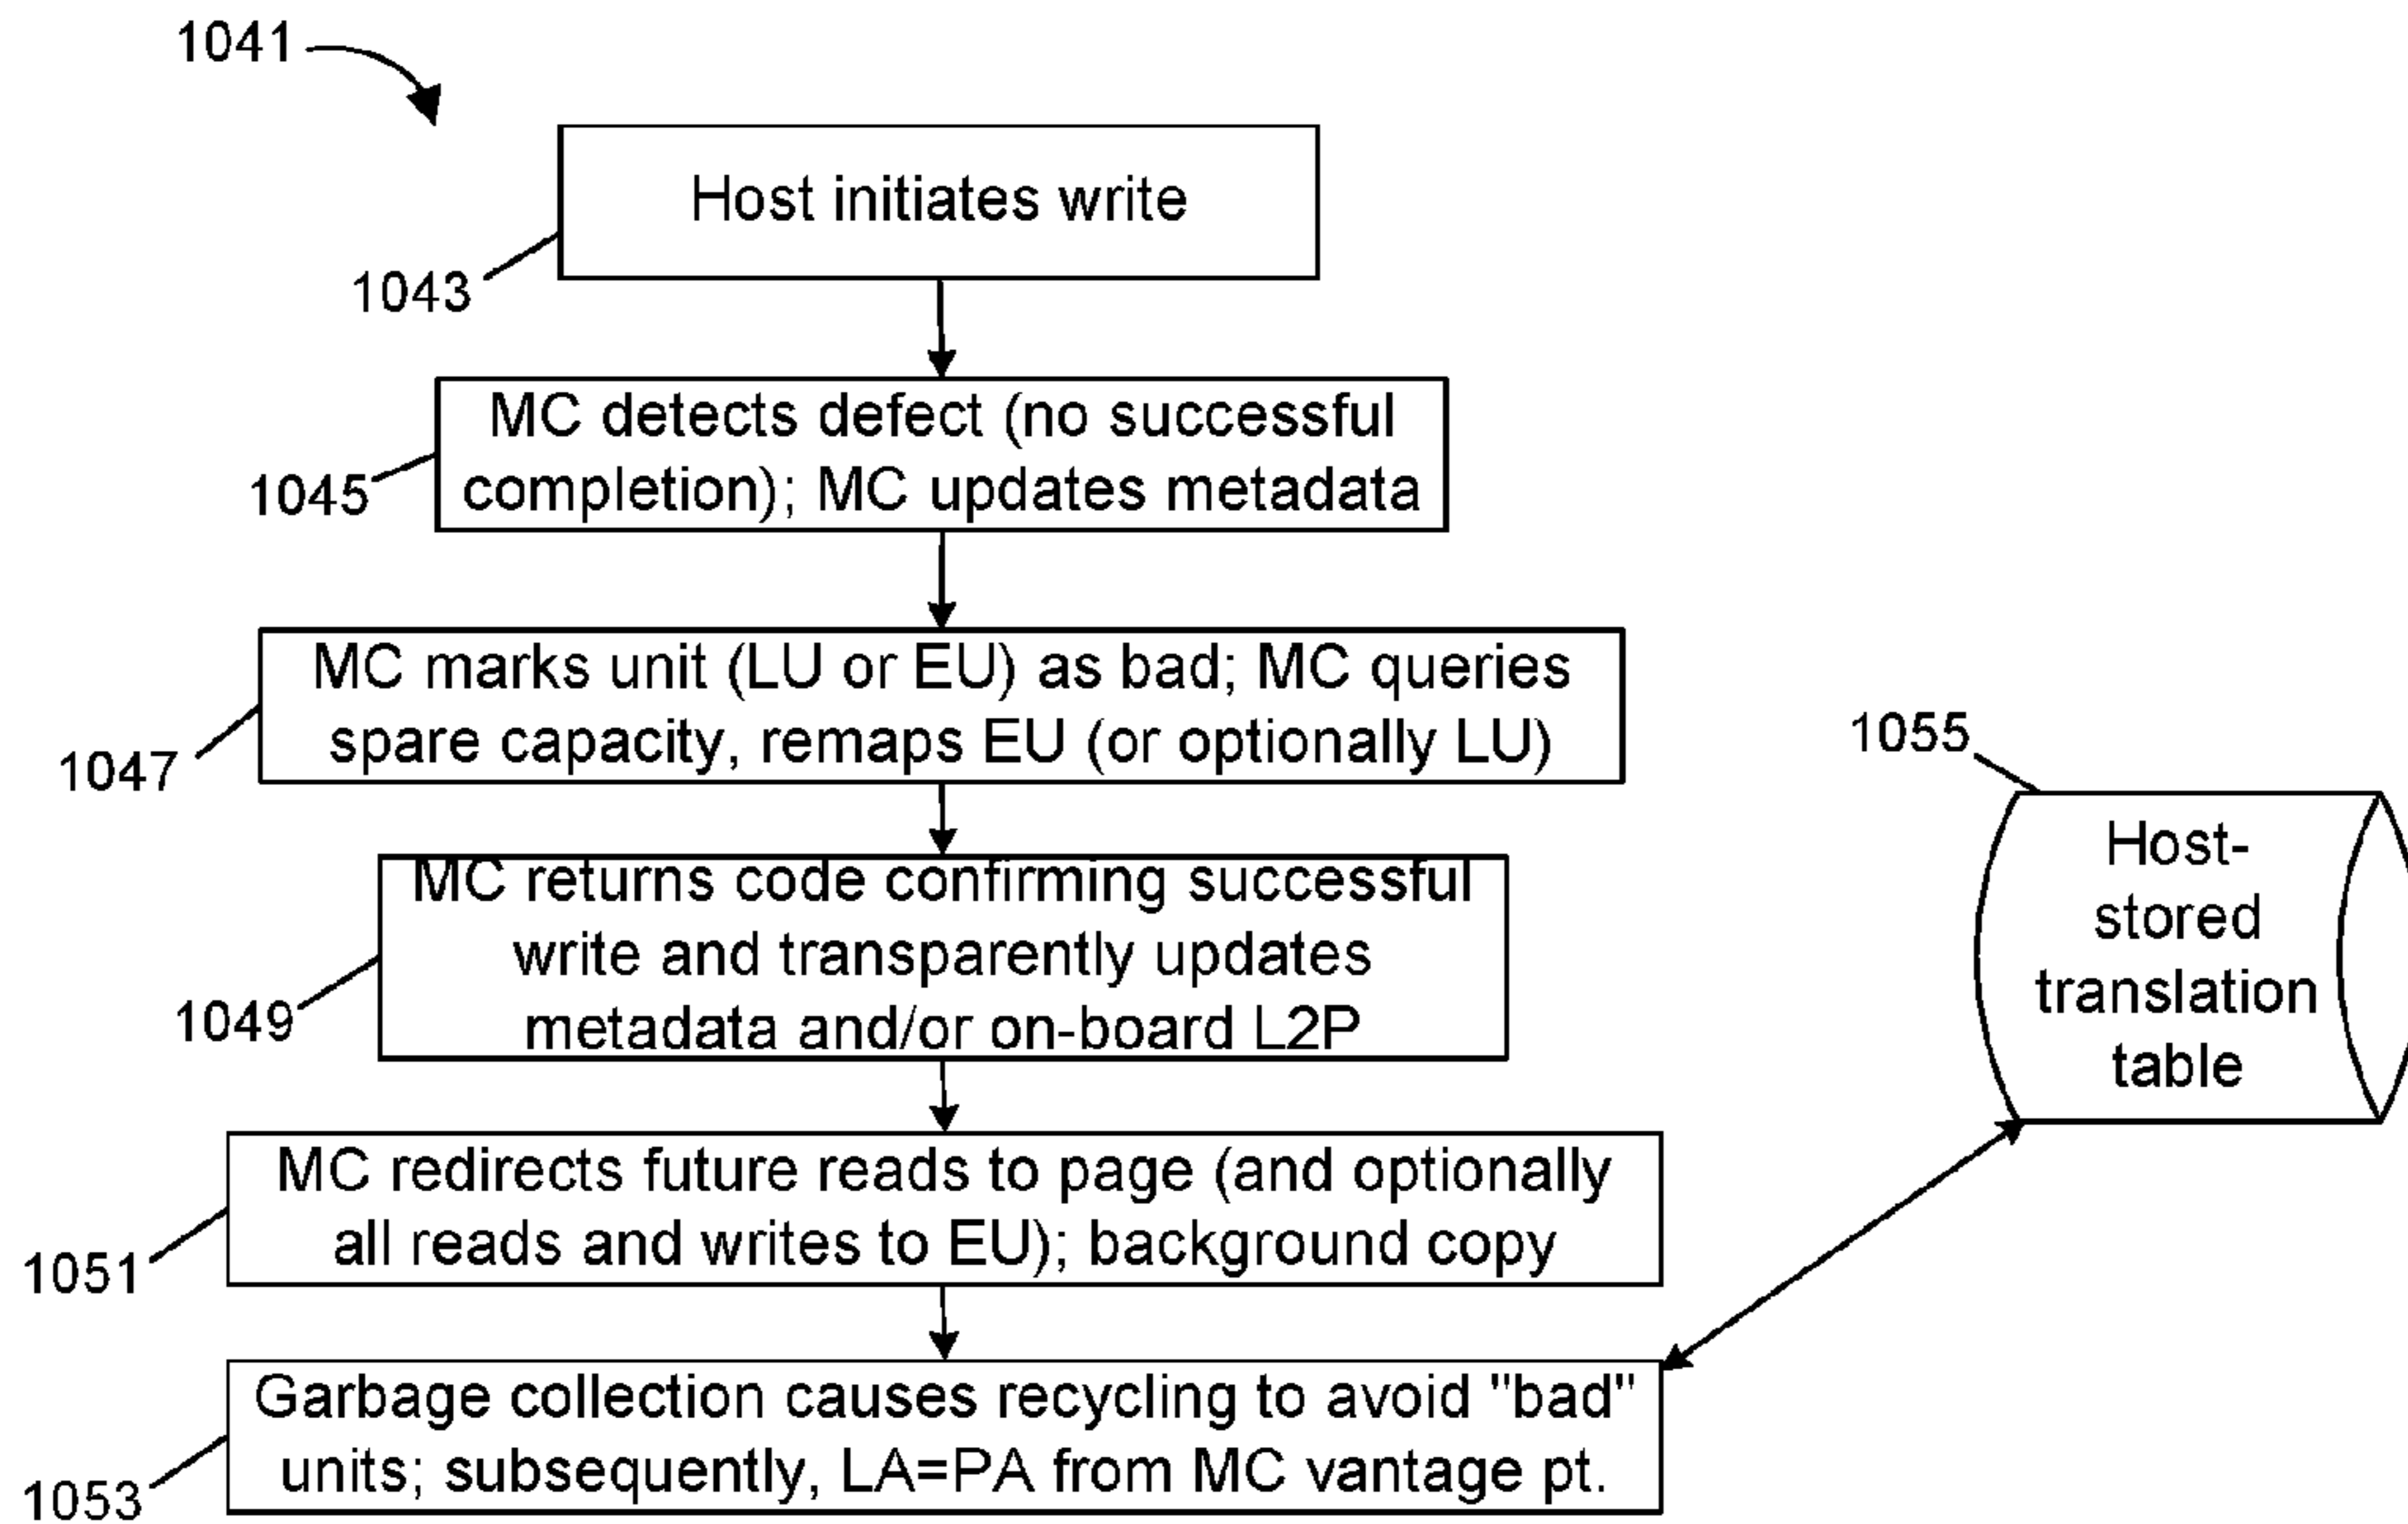 1041
Host initiates write
1043
MC detects defect (no successful
completion); MC updates metadata
1045
MC marks unit (LU or EU) as bad; MC queries
spare capacity, remaps EU (or optionally LU)
1047
1055
Host-
stored
translation
table
MC returns code confirming successful
write and transparently updates
metadata and/or on-board L2P
1049
MC redirects future reads to page (and optionally
all reads and writes to EU); background copy
1051
Garbage collection causes recycling to avoid "bad"
units; subsequently, LA=PA from MC vantage pt.
1053